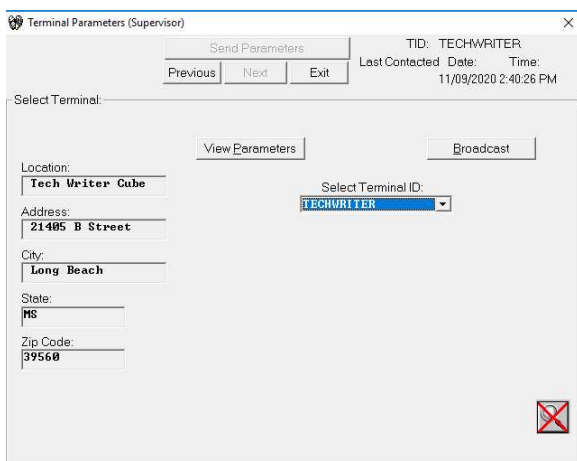 Terminal Parameters (Supervisor)
Send Parameters
TID: TECHWRITER
Previous Next Exit
Last Contacted Date: Time:
11/09/2020 2:40:26 PM
Select Terminal:
View Parameters
Broadcast
Location:
Tech Writer Cube
Select Terminal ID:
TECHWRITER
Address:
21405 B Street
City:
Long Beach
State:
MS
Zip Code:
39560